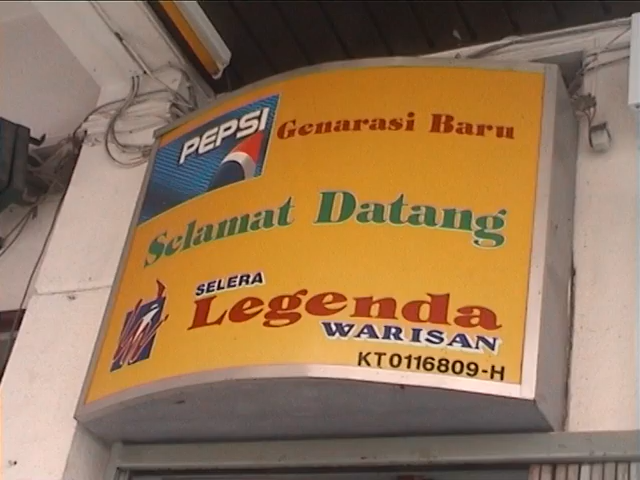 PEPSI Genarasi Baru
Selamat Datang
SELERA
Legenda
WARISAN
KT0116809-H